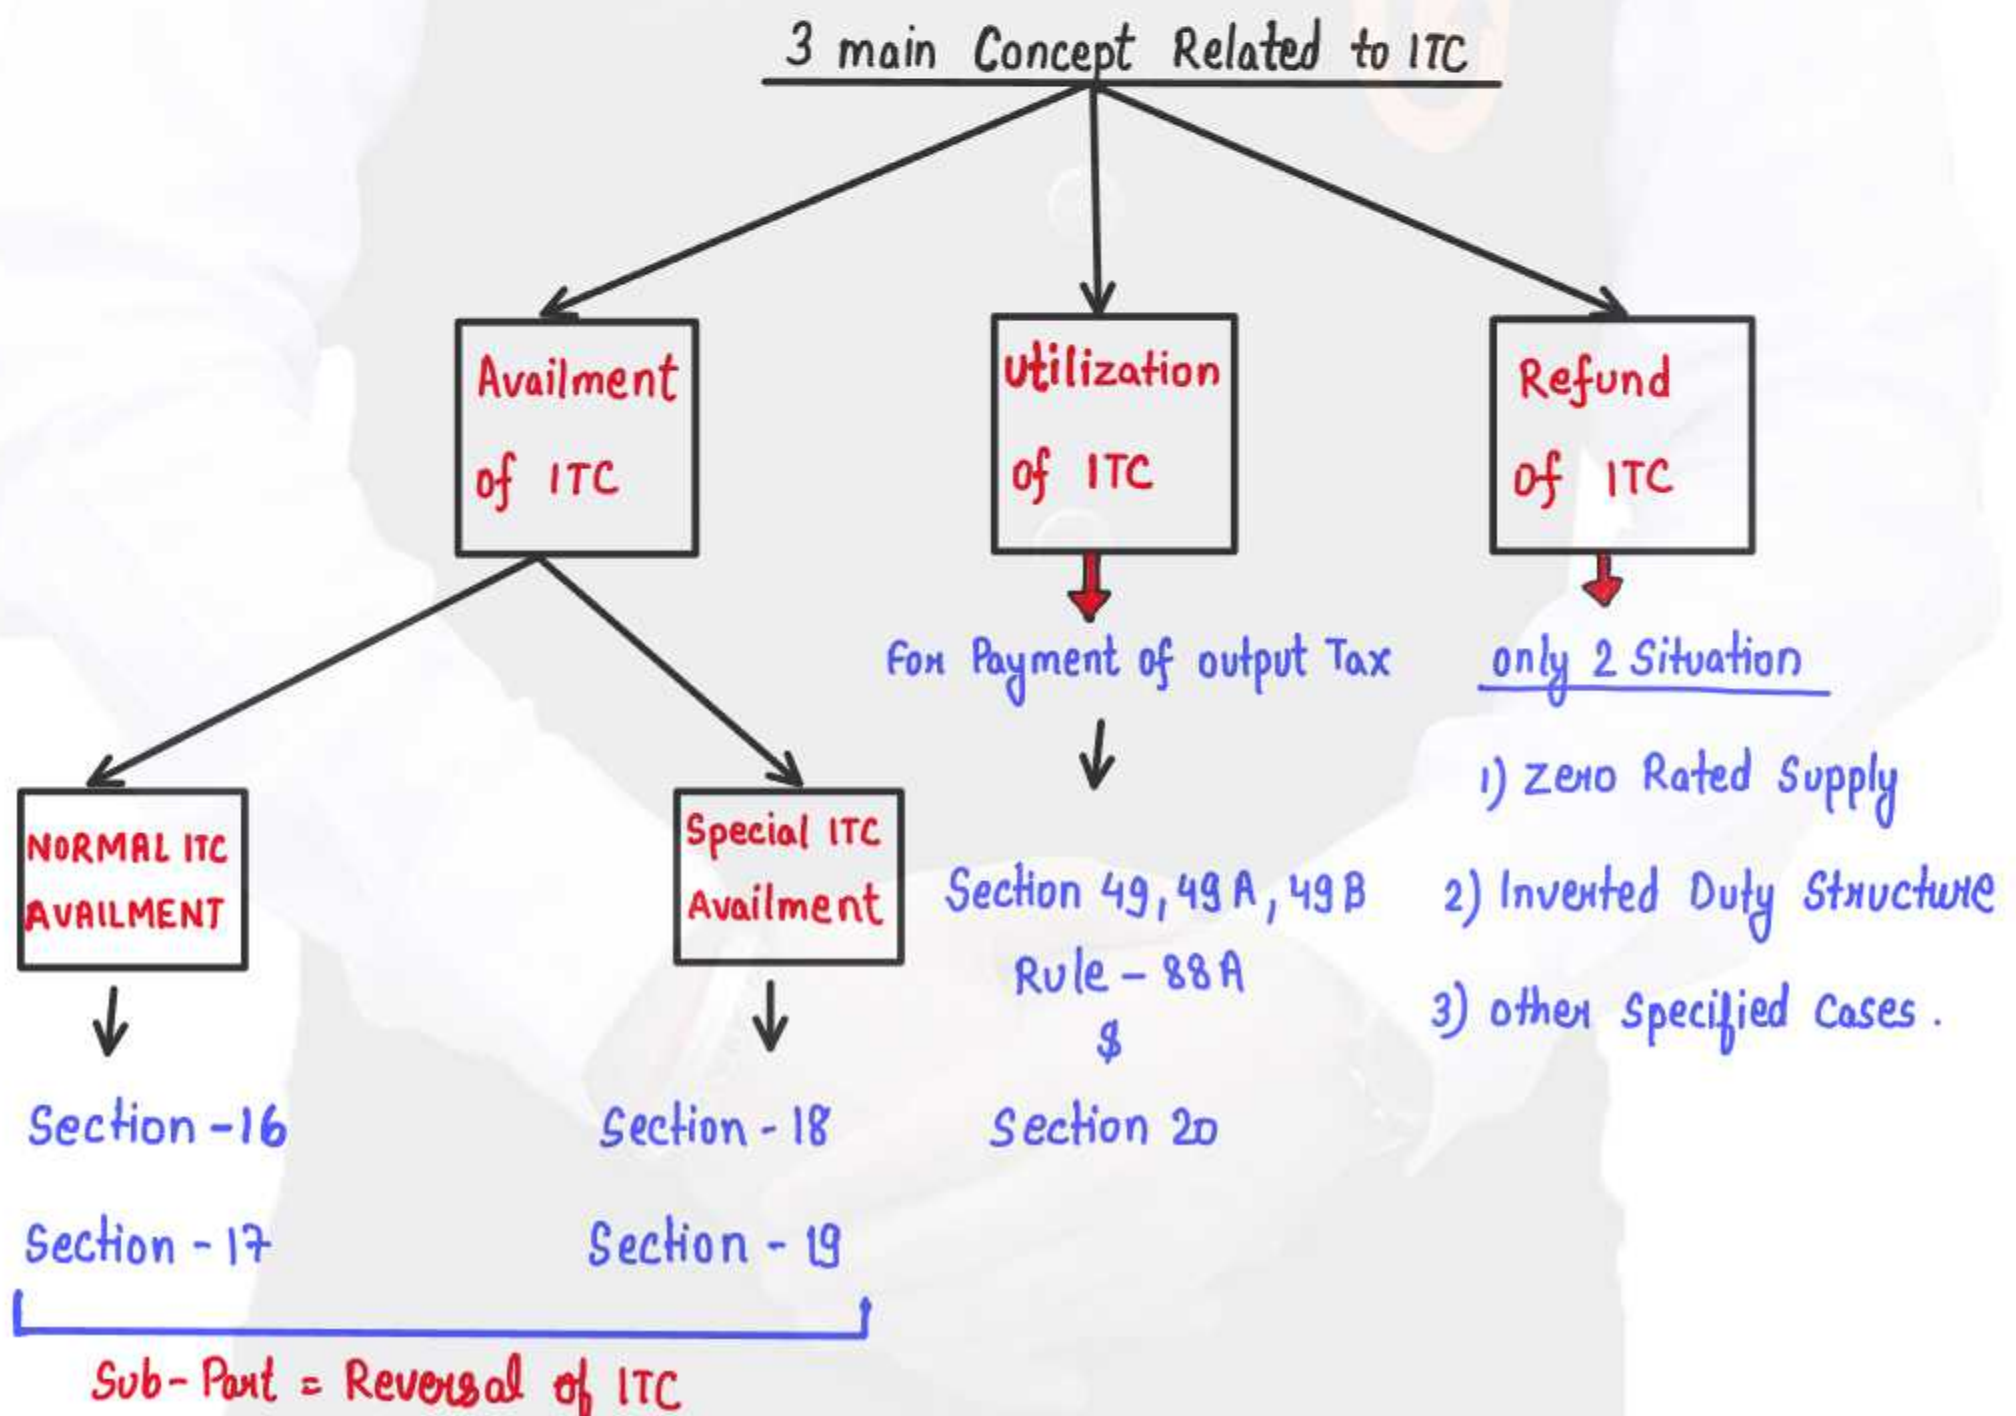 3 main Concept Related to ITC
Availment
of ITC
Utilization
of ITC
Refund
of ITC
For Payment of output Tax
only 2 Situation
1) Zero Rated Supply
2) Inverted Duty Structure
3) other Specified Cases.
NORMAL ITC
AVAILMENT
Special ITC
Availment
Section 49, 49A, 49B
Rule - 88A
$
Section 20
Section - 16
Section - 17
Section - 18
Section - 19
Sub-Part = Reversal of ITC